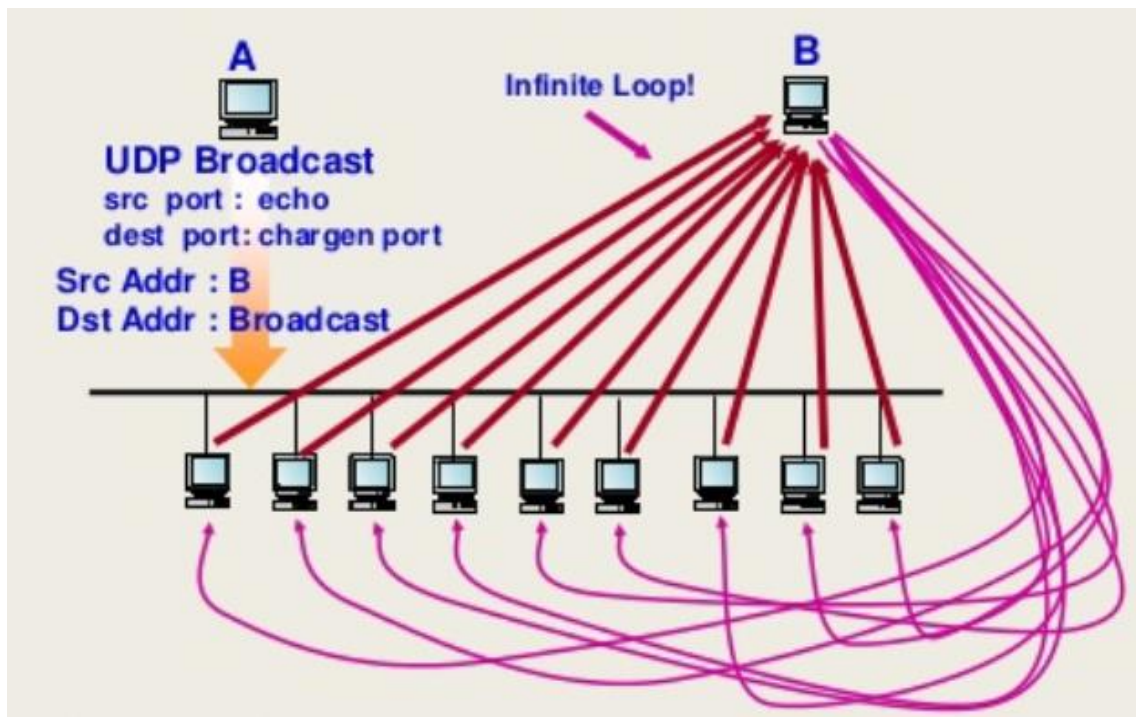 A
B
Infinite Loop!
UDP Broadcast
src port : echo
dest port: chargen port
Src Addr : B
Dst Addr : Broadcast